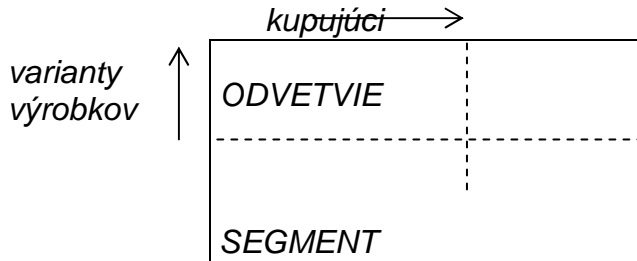 kupujúci
varianty
výrobkov
ODVETVIE
SEGMENT